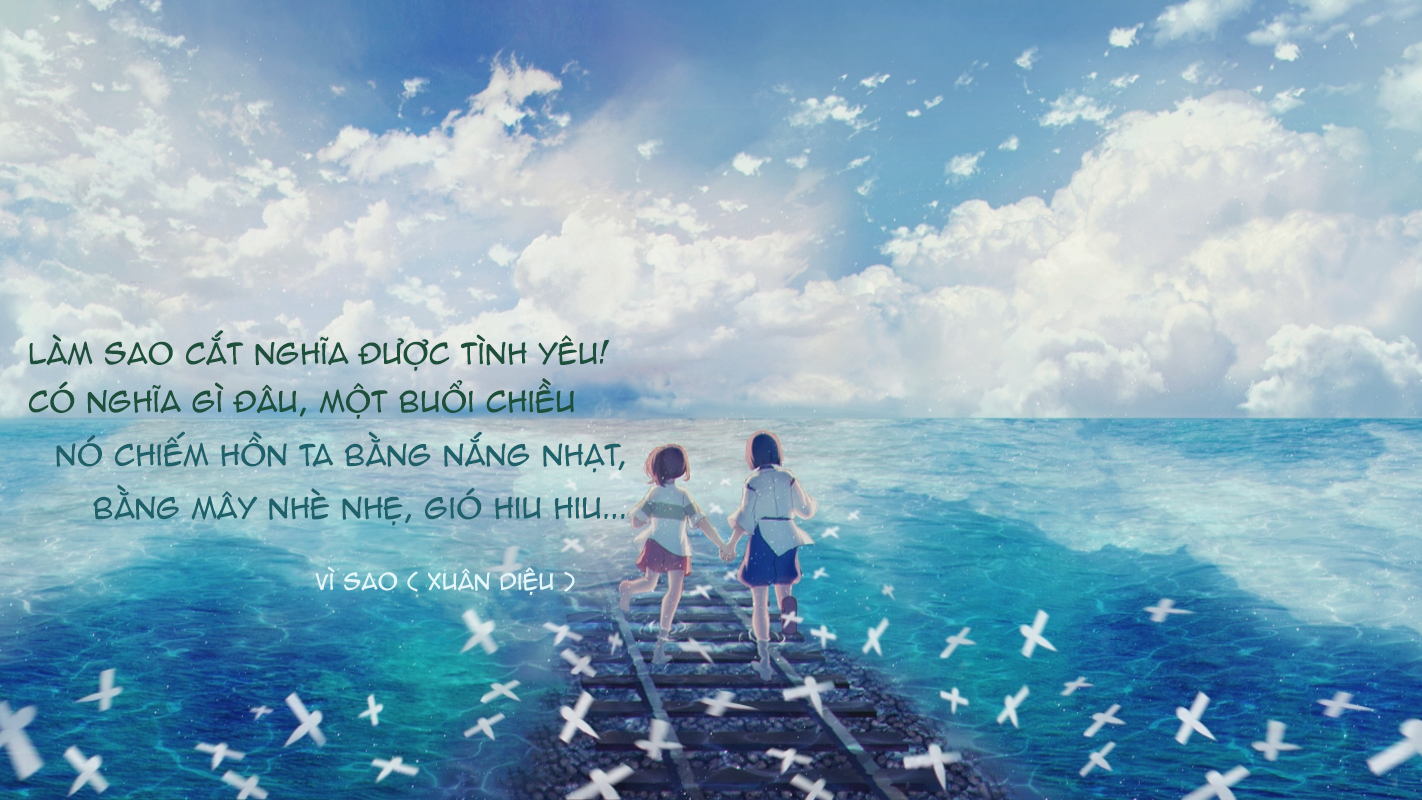 LÀM SAO CẮT NGHĨA ĐƯỢC TÌNH YÊU!
CÓ NGHĨA GÌ ĐÂU, MỘT BUỔI CHIỀU
NÓ CHIẾM HỒN TA BẰNG NẮNG NHẠT,
BẰNG MÂY NHÈ NHẸ, GIÓ HIU HIU...
VÌ SAO ( XUÂN DIỆU )